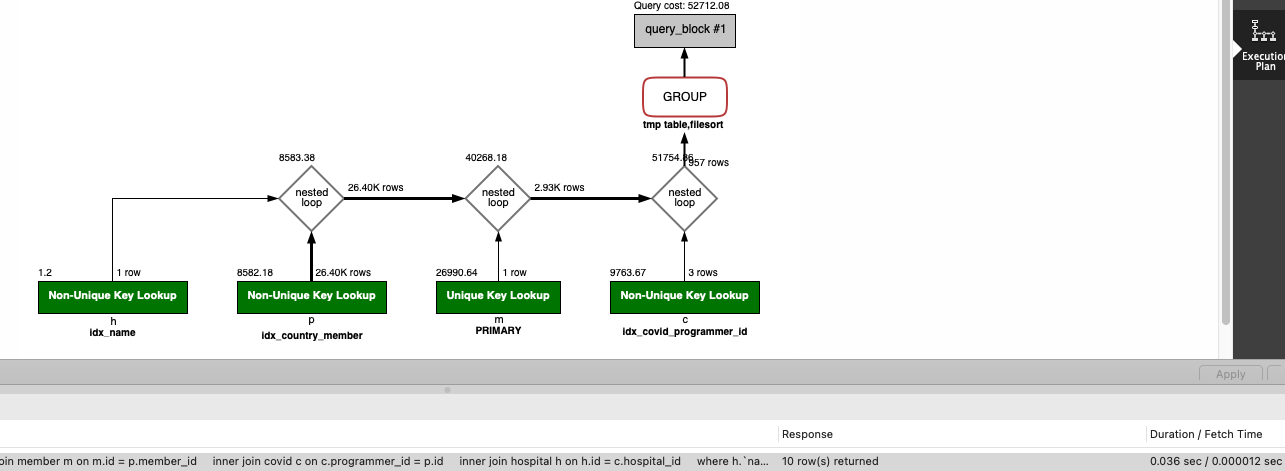 Query cost: 52712.08
query_block #1
Execution
Plan
GROUP
tmp table,filesort
8583.38
40268.18
957 rows
26.40K rows
2.93K rows
nested
loop
nested
loop
nested
loop
1.2
1 row
8582.18
26.40K rows
26990.64
1 row
9763.67
3 rows
Non-Unique Key Lookup
Non-Unique Key Lookup
Unique Key Lookup
Non-Unique Key Lookup
h
p
m
c
idx_name
idx_country_member
PRIMARY
idx_covid_programmer_id
Apply
Response
Duration / Fetch Time
oin member m on m.id = p.member_id inner join covid c on c.programmer_id = p.id inner join hospital h on h.id = c.hospital_id where h.`na...
10 row(s) returned
0.036 sec / 0.000012 sec